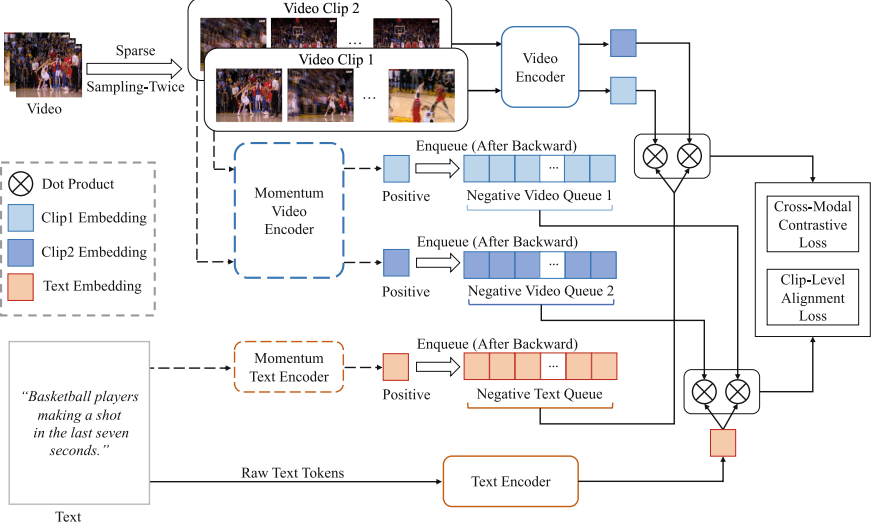 Video Clip 2
Video Clip 1
...
...
Sparse
Sampling-Twice
Video
Video
Encoder
Enqueue (After Backward)
Positive
...
Negative Video Queue 1
Momentum
Video
Encoder
Dot Product
Clip1 Embedding
Clip2 Embedding
Text Embedding
Enqueue (After Backward)
Positive
...
Negative Video Queue 2
Cross-Modal
Contrastive
Loss
Clip-Level
Alignment
Loss
Enqueue (After Backward)
Momentum
Text Encoder
Positive
...
Negative Text Queue
“Basketball players
making a shot
in the last seven
seconds.”
Raw Text Tokens
Text Encoder
Text